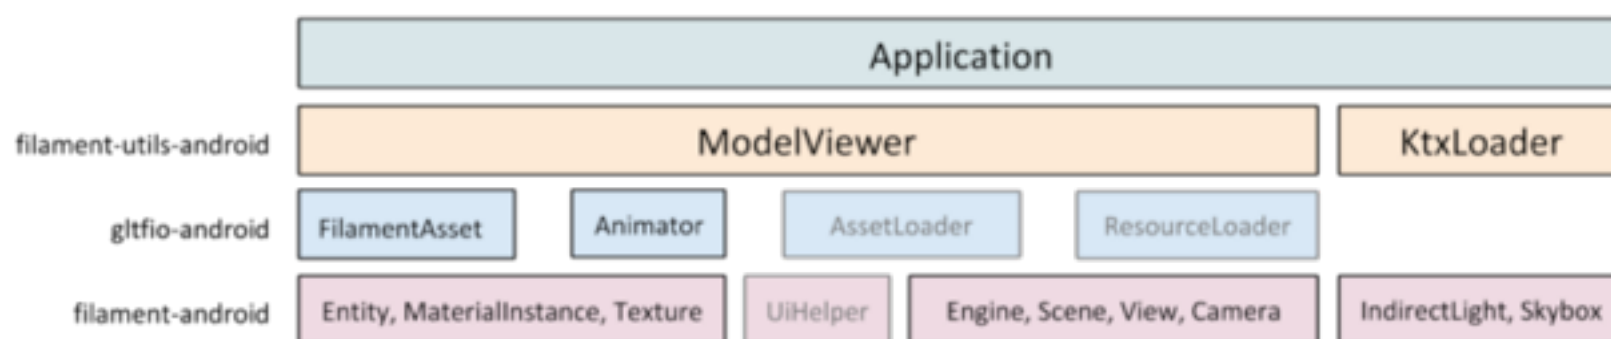 Application
filament-utils-android ModelViewer KtxLoader
gltfio-android FilamentAsset Animator AssetLoader ResourceLoader
filament-android Entity, MaterialInstance, Texture UiHelper Engine, Scene, View, Camera IndirectLight, Skybox